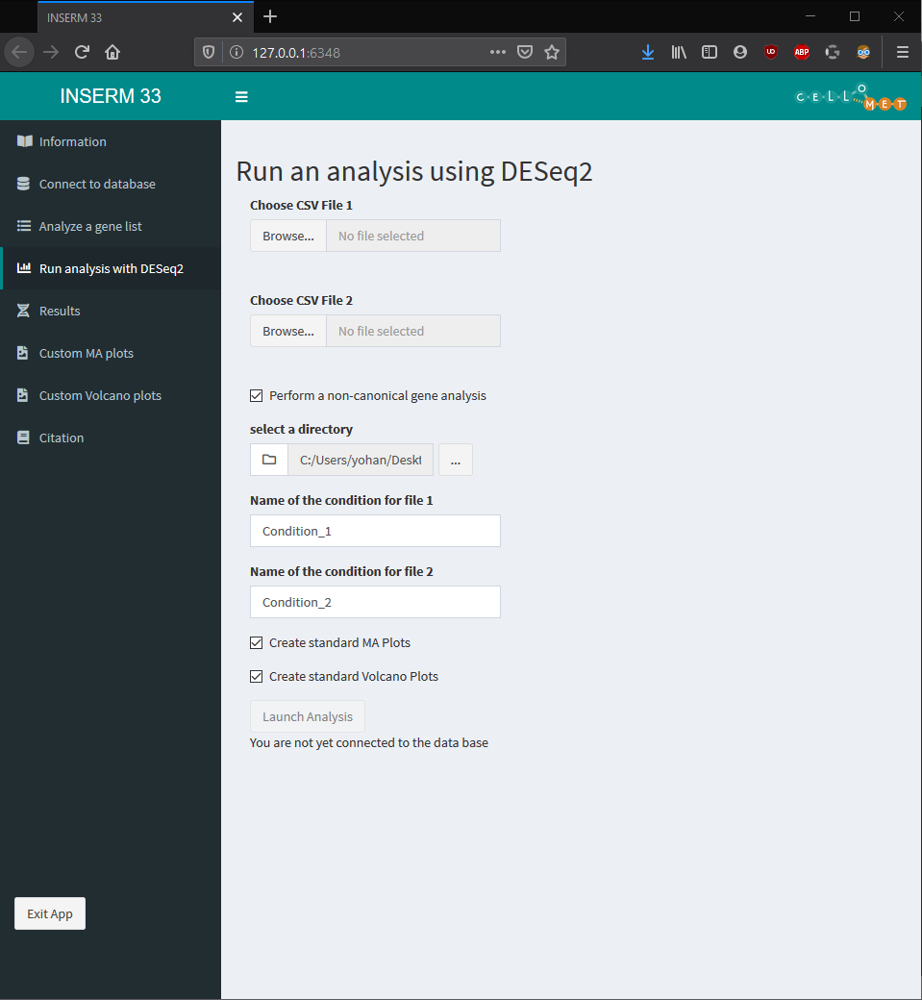 INSERM 33
127.0.0.1:6348
UD
ABP
INSERM 33
CELLOMET
Information
Connect to database
Analyze a gene list
Run analysis with DESeq2
Results
Custom MA plots
Custom Volcano plots
Citation
Exit App
Run an analysis using DESeq2
Choose CSV File 1
Browse... No file selected
Choose CSV File 2
Browse... No file selected
Perform a non-canonical gene analysis
select a directory
C:/Users/yohan/Deskt ...
Name of the condition for file 1
Condition_1
Name of the condition for file 2
Condition_2
Create standard MA Plots
Create standard Volcano Plots
Launch Analysis
You are not yet connected to the data base